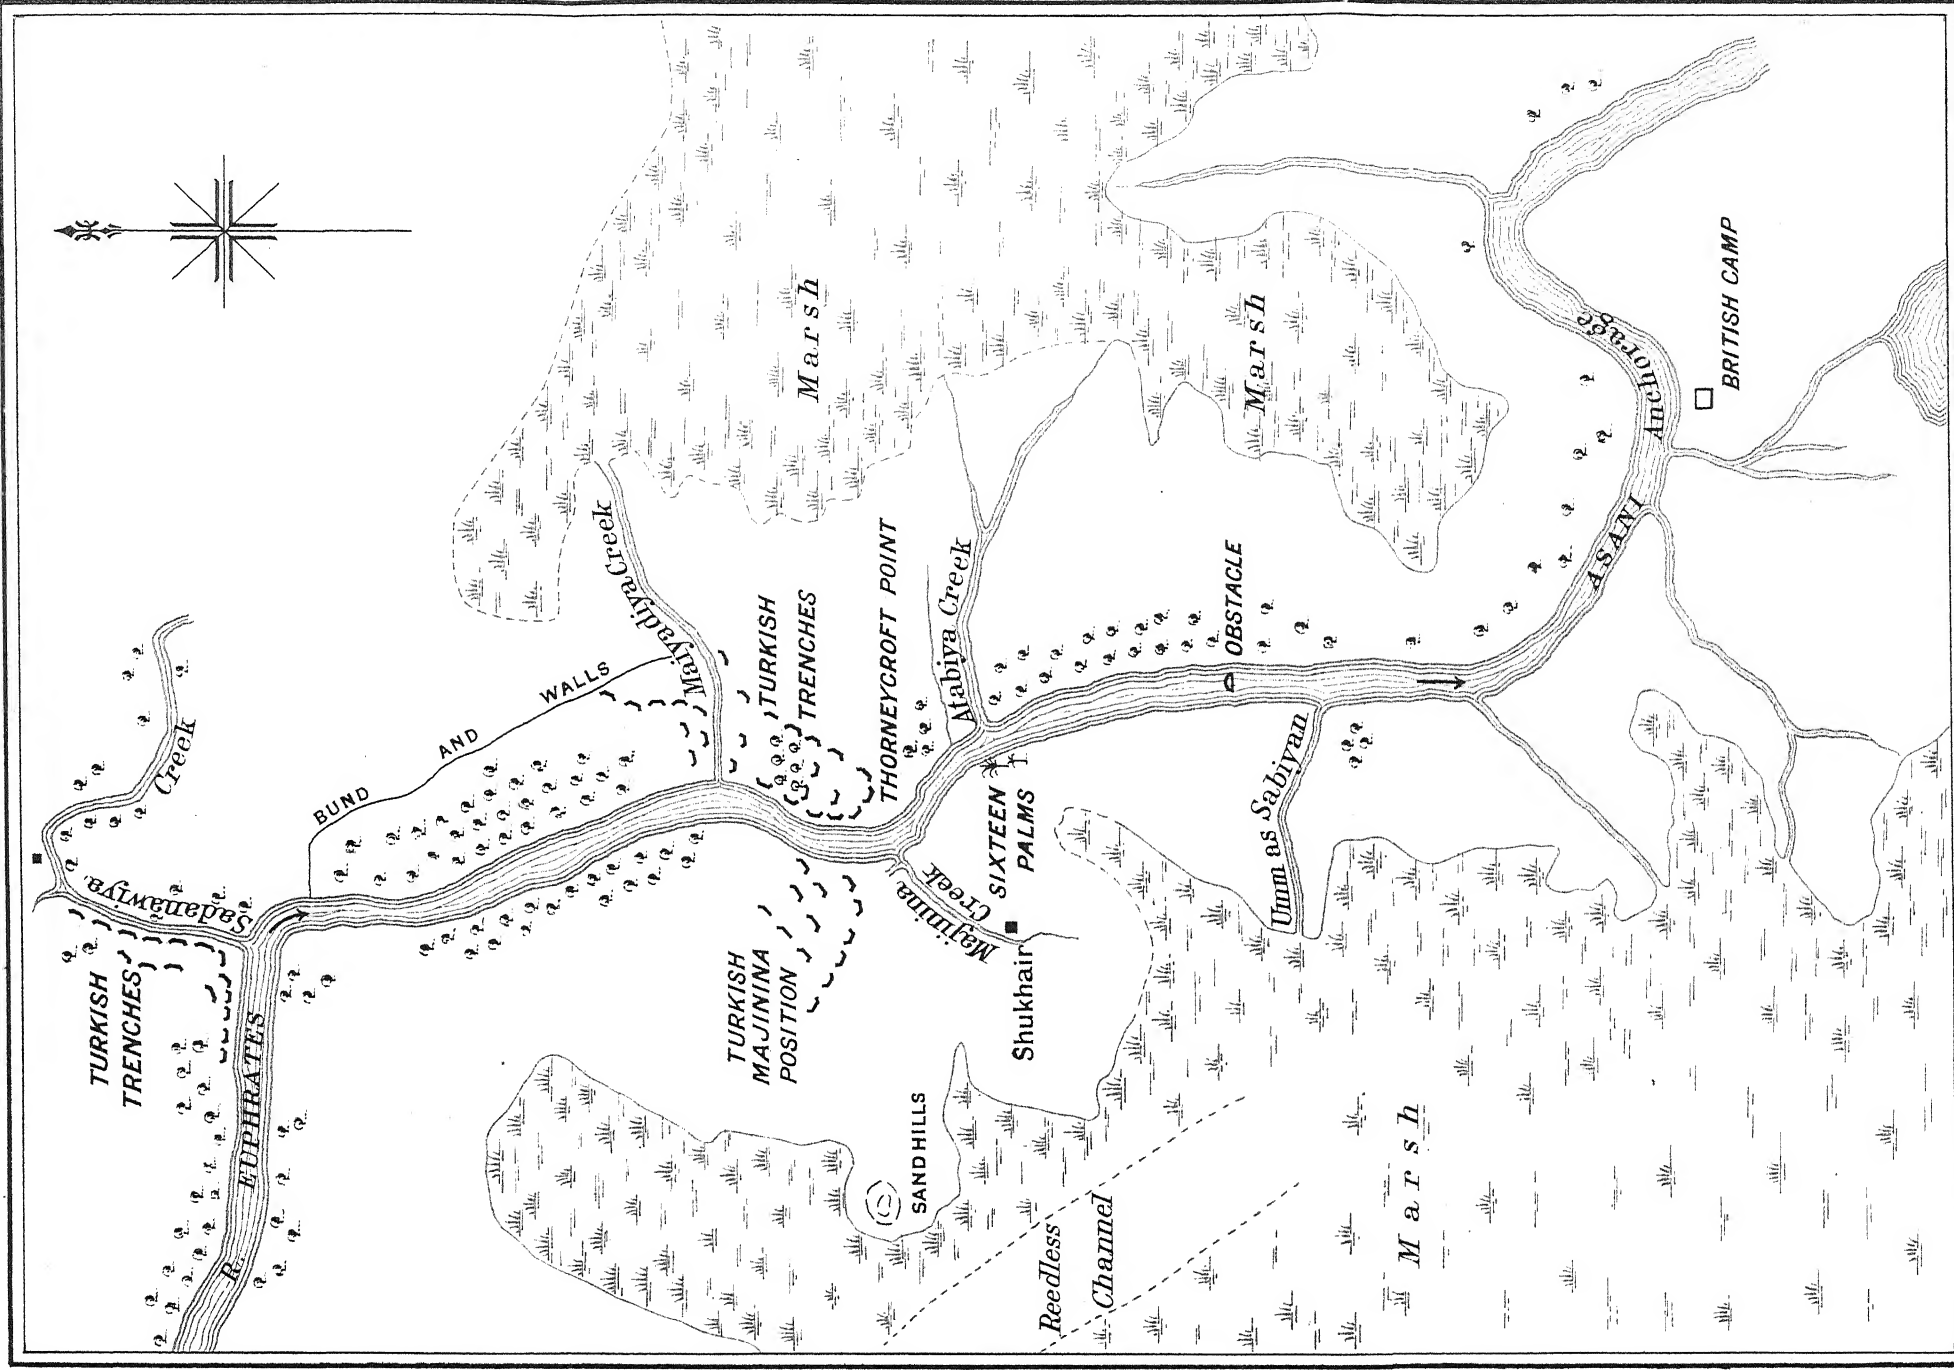 TURKISH
TRENCHES
Sadanawiya
Creek
R. EUPHRATES
BUND AND WALLS
Maiyadiya Creek
TURKISH
TRENCHES
THORNEYCROFT POINT
TURKISH
MAJININA
POSITION
Majinina
Creek
Atabiya Creek
SIXTEEN
PALMS
Shukhair
SANDHILLS
Reedless
Channel
Marsh
Marsh
Marsh
OBSTACLE
Umm as Sabiyan
ASANI
Anchorage
BRITISH CAMP